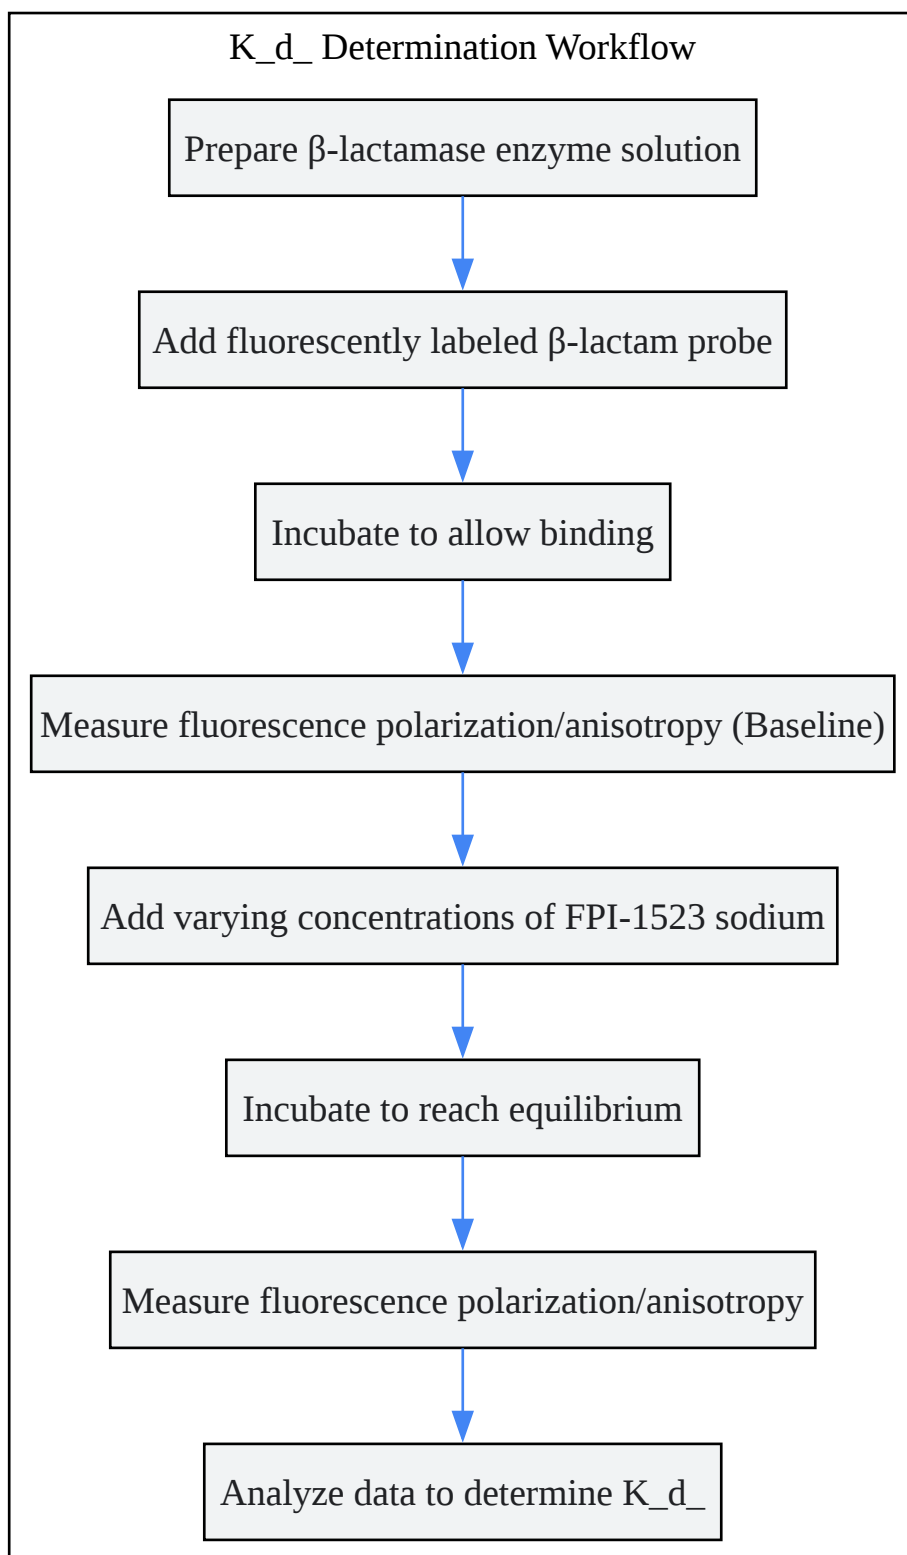 K_d_ Determination Workflow
Prepare β-lactamase enzyme solution
Add fluorescently labeled β-lactam probe
Incubate to allow binding
Measure fluorescence polarization/anisotropy (Baseline)
Add varying concentrations of FPI-1523 sodium
Incubate to reach equilibrium
Measure fluorescence polarization/anisotropy
Analyze data to determine K_d_